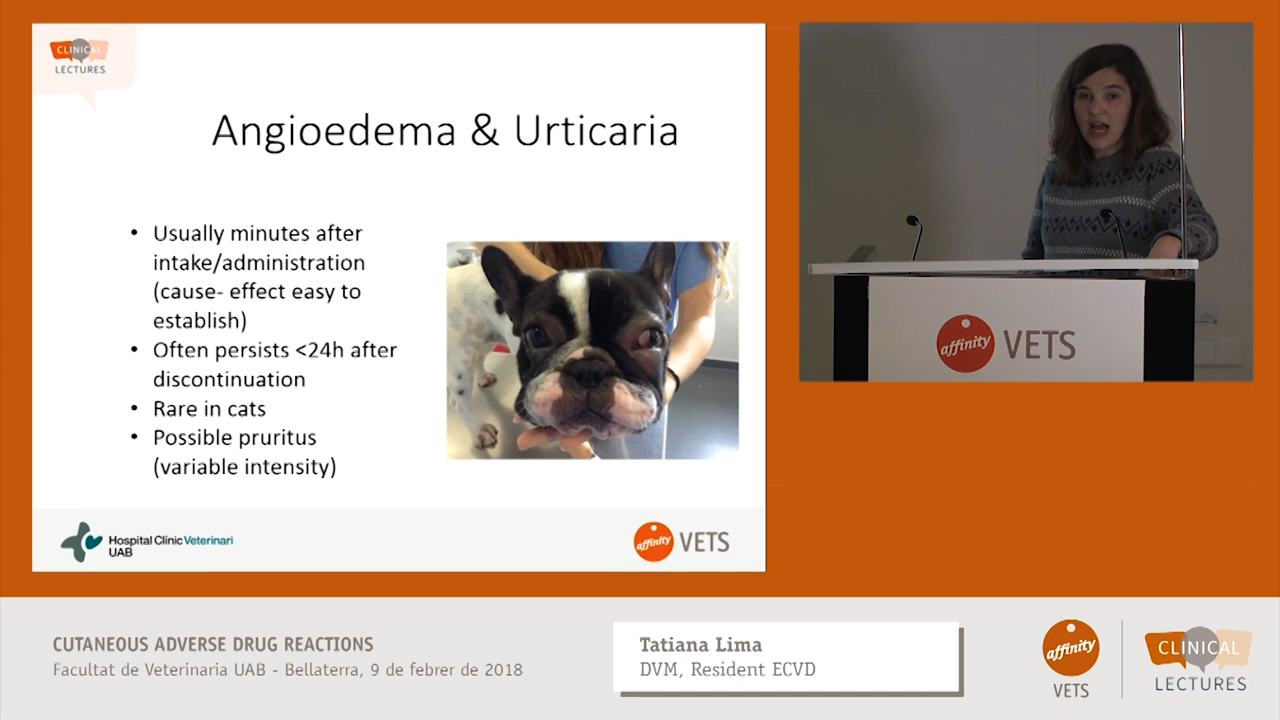 CLINICAL
LECTURES
Angioedema & Urticaria
• Usually minutes after
intake/administration
(cause- effect easy to
establish)
• Often persists <24h after
discontinuation
• Rare in cats
• Possible pruritus
(variable intensity)
Hospital Clínic Veterinari
UAB
affinity VETS
affinity VETS
CUTANEOUS ADVERSE DRUG REACTIONS
Facultat de Veterinaria UAB - Bellaterra, 9 de febrer de 2018
Tatiana Lima
DVM, Resident ECVD
affinity
VETS
CLINICAL
LECTURES